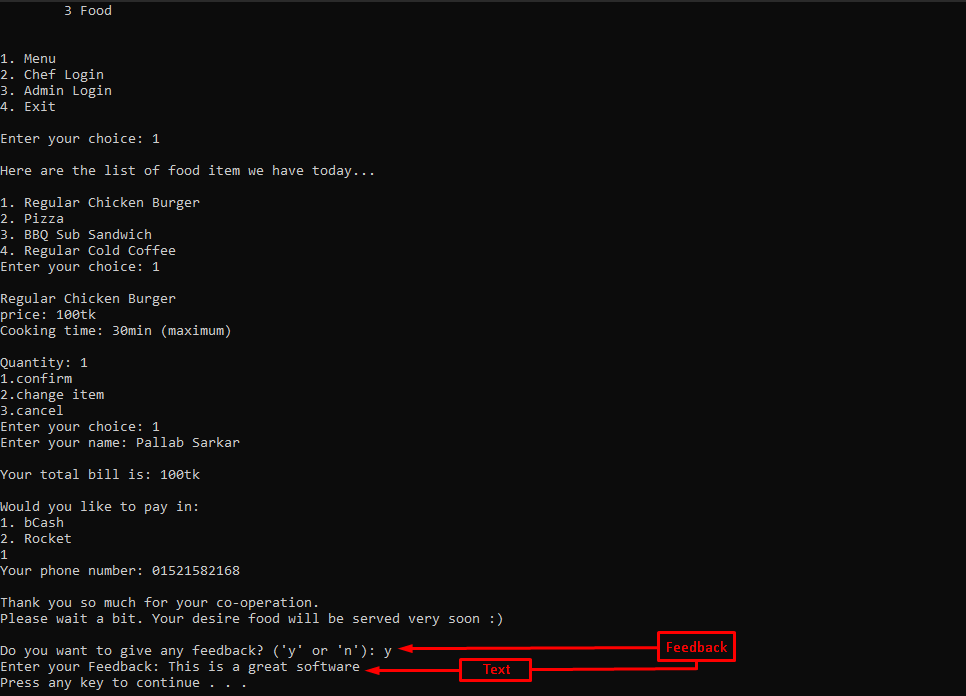 3 Food
1. Menu
2. Chef Login
3. Admin Login
4. Exit
Enter your choice: 1
Here are the list of food item we have today...
1. Regular Chicken Burger
2. Pizza
3. BBQ Sub Sandwich
4. Regular Cold Coffee
Enter your choice: 1
Regular Chicken Burger
price: 100tk
Cooking time: 30min (maximum)
Quantity: 1
1.confirm
2.change item
3.cancel
Enter your choice: 1
Enter your name: Pallab Sarkar
Your total bill is: 100tk
Would you like to pay in:
1. bCash
2. Rocket
1
Your phone number: 01521582168
Thank you so much for your co-operation.
Please wait a bit. Your desire food will be served very soon :)
Do you want to give any feedback? ('y' or 'n'): y
Feedback
Enter your Feedback: This is a great software
Text
Press any key to continue . . .